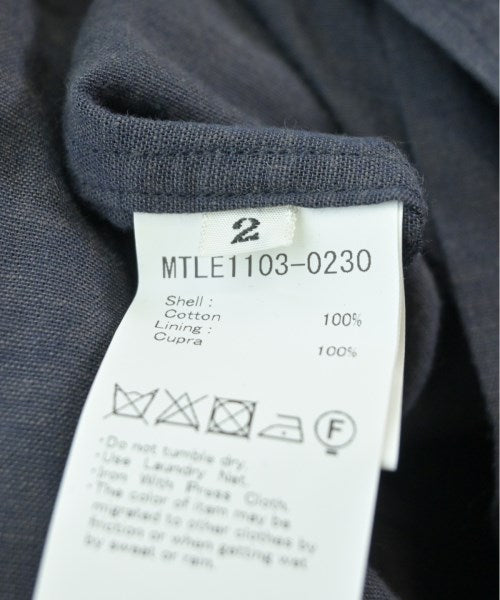 2
MTLE1103-0230
Shell :
Cotton 100%
Lining :
Cupra 100%
F
·Do not tumble dry.
·Use Laundry Net.
·Iron With Press Cloth.
·The color of item may be
migrated to other clothes by
friction or when getting wet
by sweat or rain.